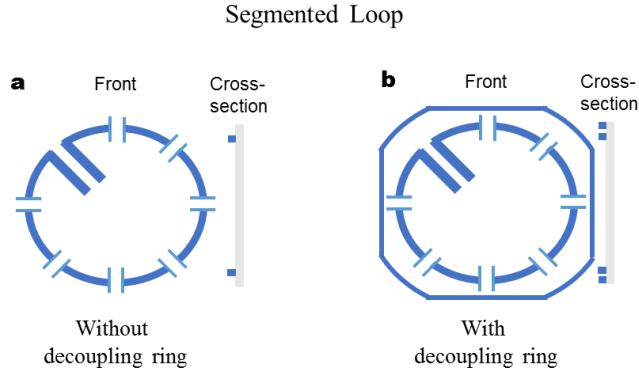 Segmented Loop
a
Front
Cross-
section
Without
decoupling ring
b
Front
Cross-
section
With
decoupling ring